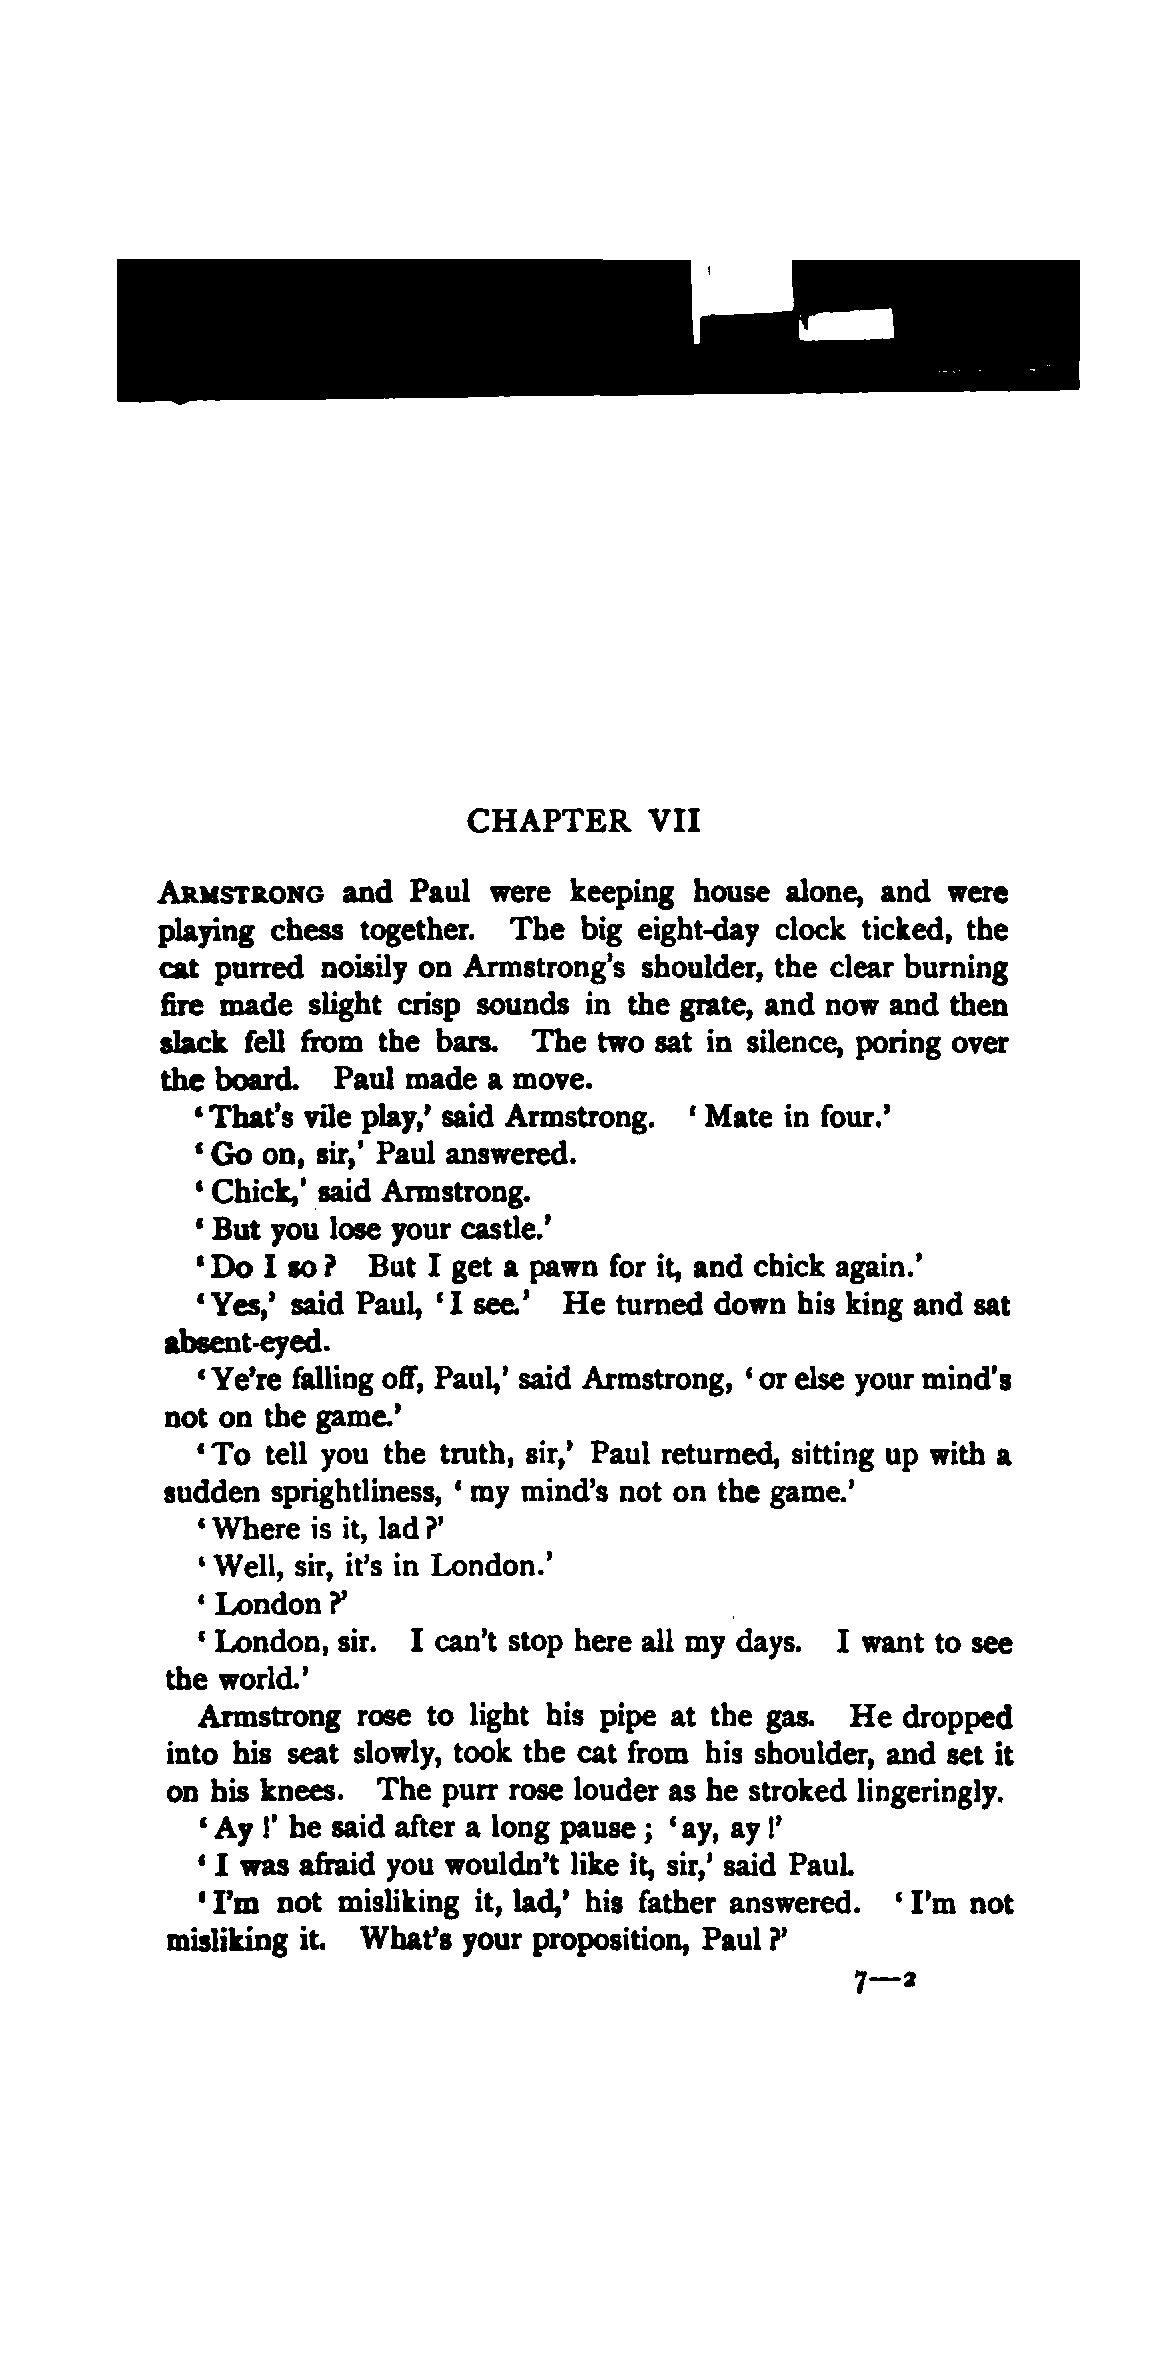 CHAPTER VII
ARMSTRONG and Paul were keeping house alone, and were
playing chess together. The big eight-day clock ticked, the
cat purred noisily on Armstrong's shoulder, the clear burning
fire made slight crisp sounds in the grate, and now and then
slack fell from the bars. The two sat in silence, poring over
the board. Paul made a move.
‘That's vile play,’ said Armstrong. ‘Mate in four.’
‘Go on, sir,’ Paul answered.
‘Chick,’ said Armstrong.
‘But you lose your castle.’
‘Do I so? But I get a pawn for it, and chick again.’
‘Yes,’ said Paul, ‘I see.’ He turned down his king and sat
absent-eyed.
‘Ye're falling off, Paul,’ said Armstrong, ‘or else your mind's
not on the game.’
‘To tell you the truth, sir,’ Paul returned, sitting up with a
sudden sprightliness, ‘my mind's not on the game.’
‘Where is it, lad?’
‘Well, sir, it's in London.’
‘London?’
‘London, sir. I can't stop here all my days. I want to see
the world.’
Armstrong rose to light his pipe at the gas. He dropped
into his seat slowly, took the cat from his shoulder, and set it
on his knees. The purr rose louder as he stroked lingeringly.
‘Ay!’ he said after a long pause; ‘ay, ay!’
‘I was afraid you wouldn't like it, sir,’ said Paul.
‘I'm not misliking it, lad,’ his father answered. ‘I'm not
misliking it. What's your proposition, Paul?’
7—2